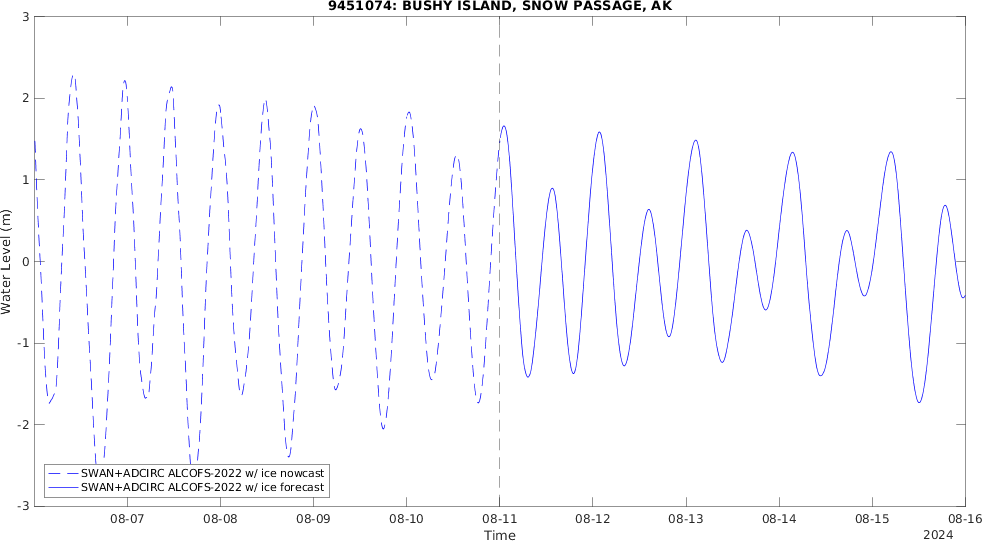 9451074: BUSHY ISLAND, SNOW PASSAGE, AK
3
2
1
0
-1
-2
-3
Water Level (m)
SWAN+ADCIRC ALCOFS-2022 w/ ice nowcast
SWAN+ADCIRC ALCOFS-2022 w/ ice forecast
08-07 08-08 08-09 08-10 08-11 08-12 08-13 08-14 08-15 08-16
Time
2024